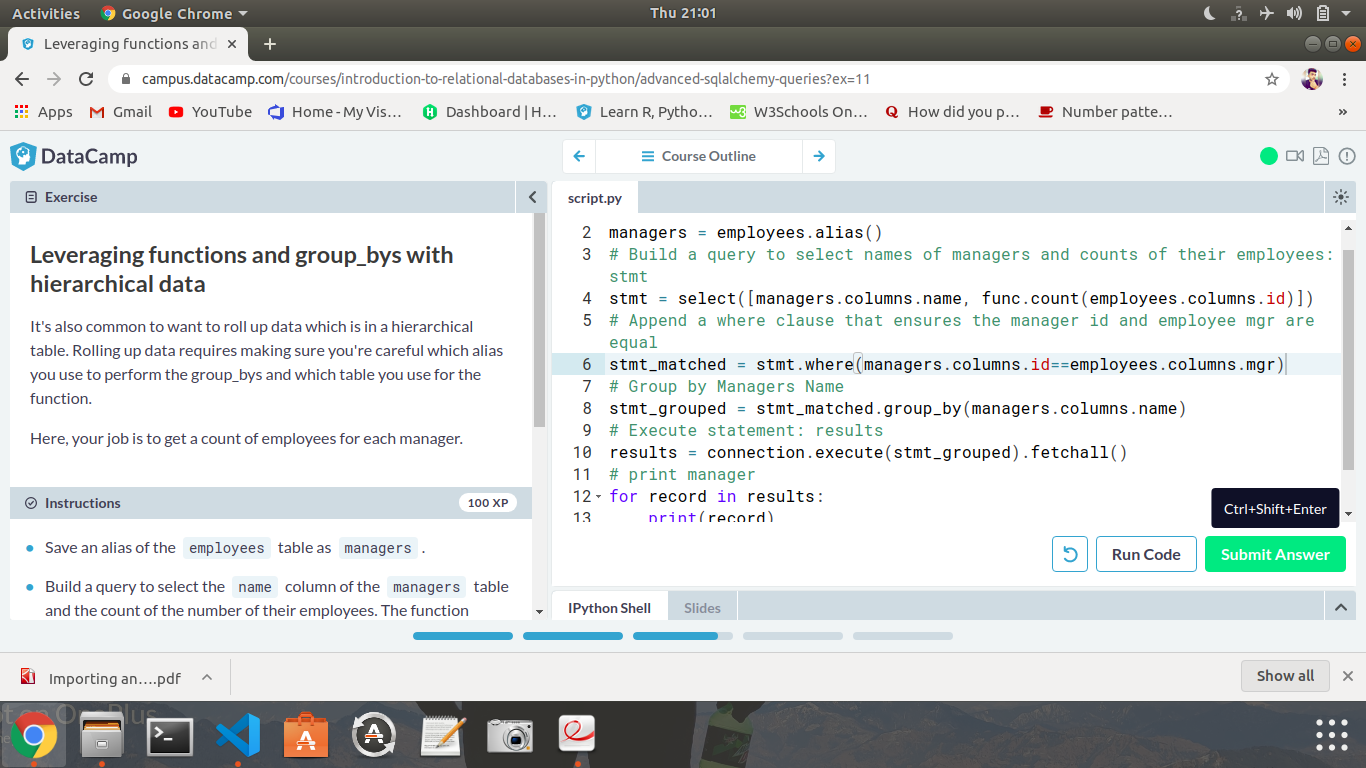 Activities
Google Chrome
Thu 21:01
Leveraging functions and
campus.datacamp.com/courses/introduction-to-relational-databases-in-python/advanced-sqlalchemy-queries?ex=11
Apps
Gmail
YouTube
Home - My Vis…
Dashboard | H…
Learn R, Pytho…
W3Schools On…
How did you p…
Number patte…
»
DataCamp
Course Outline
Exercise
Leveraging functions and group_bys with
hierarchical data
It's also common to want to roll up data which is in a hierarchical
table. Rolling up data requires making sure you're careful which alias
you use to perform the group_bys and which table you use for the
function.
Here, your job is to get a count of employees for each manager.
Instructions
100 XP
Save an alias of the employees table as managers .
Build a query to select the name column of the managers table
and the count of the number of their employees. The function
script.py
2 managers = employees.alias()
3 # Build a query to select names of managers and counts of their employees:
stmt
4 stmt = select([managers.columns.name, func.count(employees.columns.id)])
5 # Append a where clause that ensures the manager id and employee mgr are
equal
6 stmt_matched = stmt.where(managers.columns.id==employees.columns.mgr)
7 # Group by Managers Name
8 stmt_grouped = stmt_matched.group_by(managers.columns.name)
9 # Execute statement: results
10 results = connection.execute(stmt_grouped).fetchall()
11 # print manager
12 for record in results:
13 print(record)
Ctrl+Shift+Enter
Run Code
Submit Answer
IPython Shell
Slides
Importing an….pdf
Show all